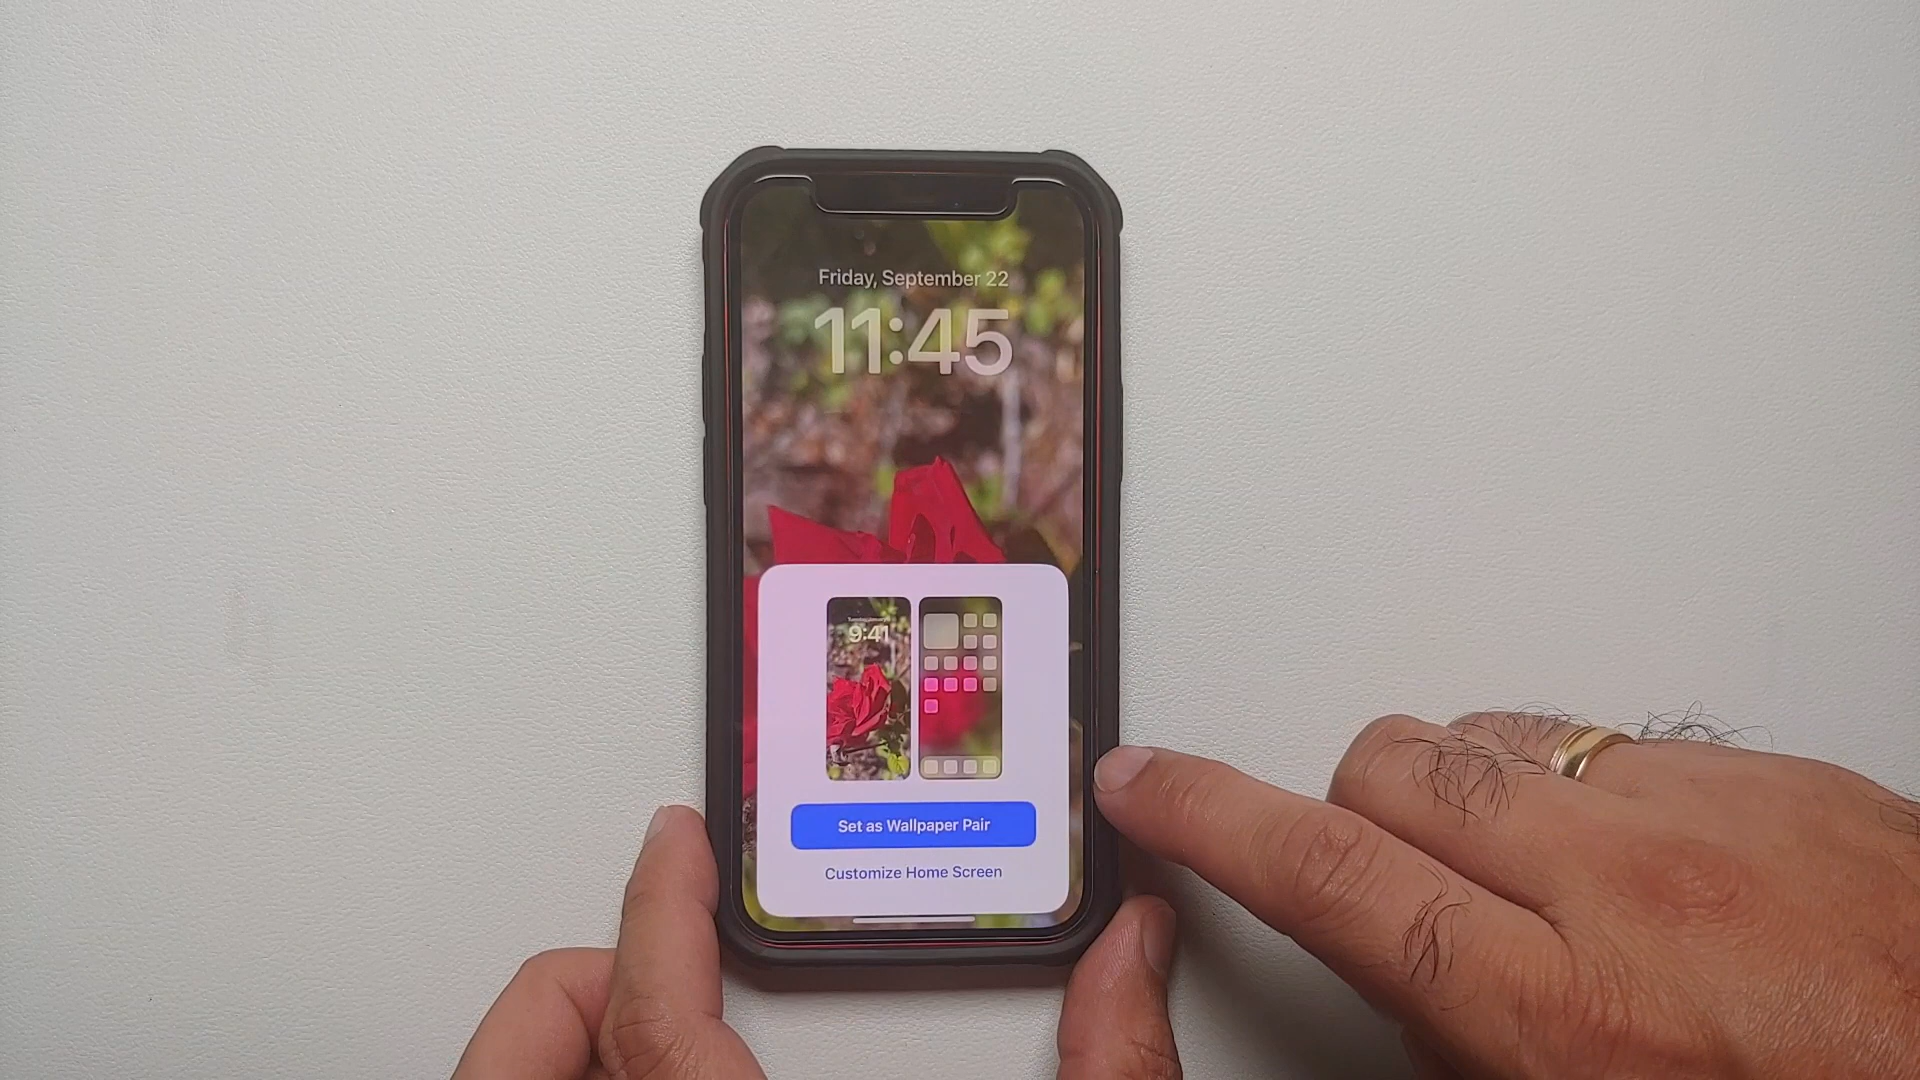 Friday, September 22
11:45
9:41
Set as Wallpaper Pair
Customize Home Screen